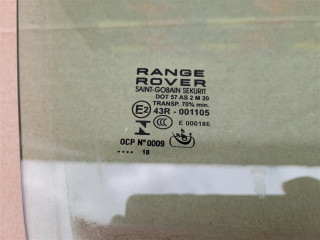 RANGE
ROVER
SAINT-GOBAIN SEKURIT
DOT 57 AS 2 M 20
TRANSP. 70% min.
E2 43R - 001105
CCC E 000186
OCP N°0009
.... 18